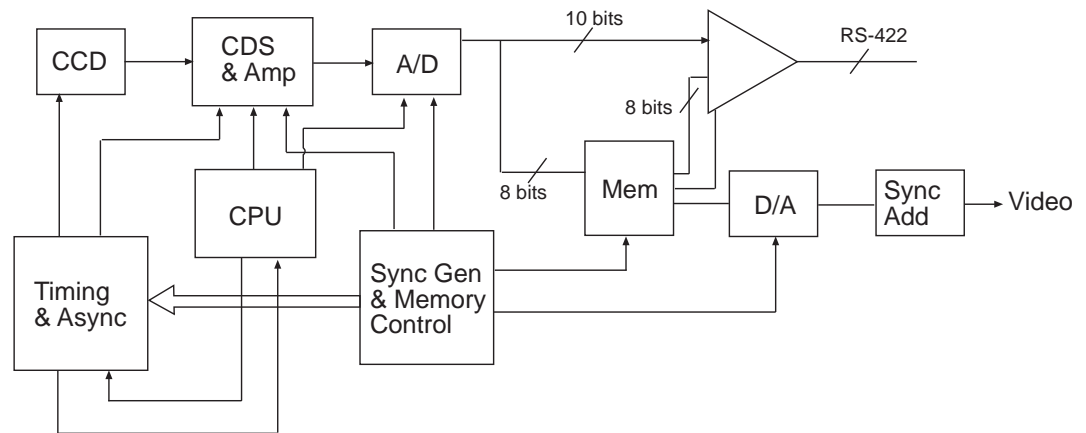 10 bits
RS-422
CCD
CDS
& Amp
A/D
8 bits
8 bits
Mem
CPU
D/A
Sync
Add
Video
Timing
& Async
Sync Gen
& Memory
Control